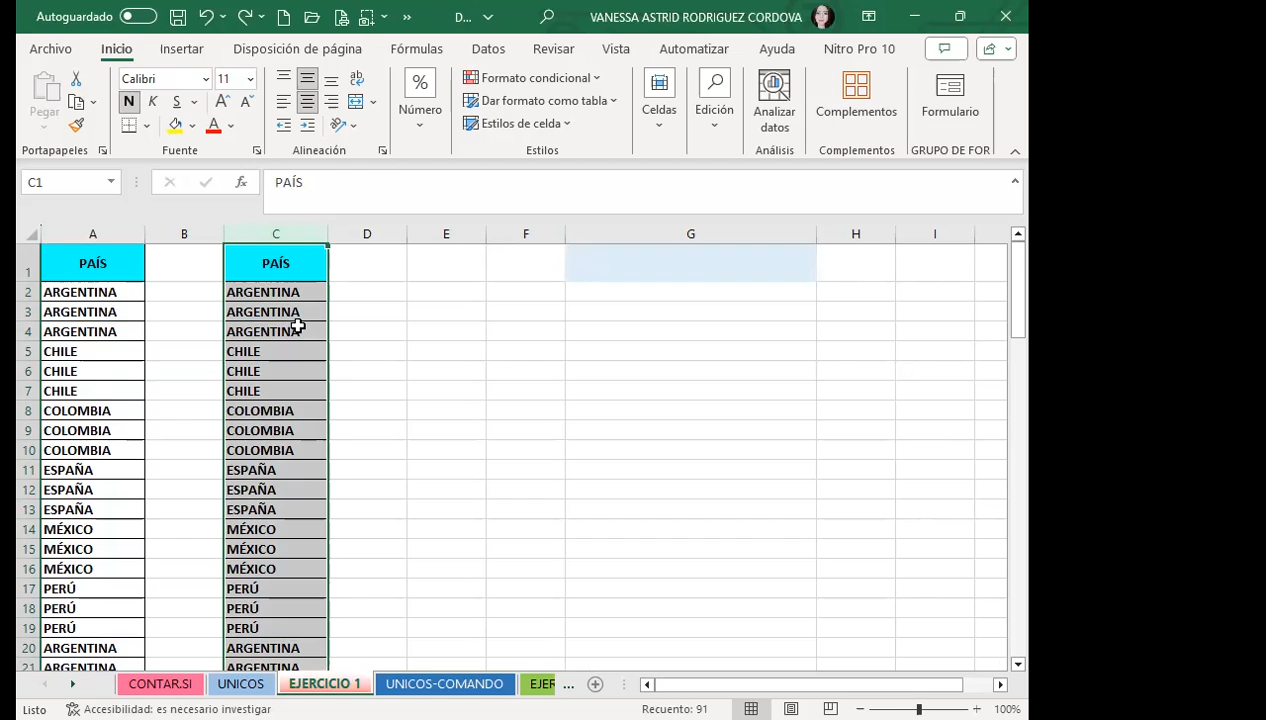 Autoguardado
D...
VANESSA ASTRID RODRIGUEZ CORDOVA
Archivo Inicio Insertar Disposición de página Fórmulas Datos Revisar Vista Automatizar Ayuda Nitro Pro 10
Pegar
Portapapeles
Calibri 11
N K S
Fuente
ab
Alineación
%
Número
Formato condicional
Dar formato como tabla
Estilos de celda
Estilos
Celdas
Edición
Analizar
datos
Análisis
Complementos
Complementos
Formulario
GRUPO DE FOR
C1 fx PAÍS
A B C D E F G H I
1 PAÍS PAÍS
2 ARGENTINA ARGENTINA
3 ARGENTINA ARGENTINA
4 ARGENTINA ARGENTINA
5 CHILE CHILE
6 CHILE CHILE
7 CHILE CHILE
8 COLOMBIA COLOMBIA
9 COLOMBIA COLOMBIA
10 COLOMBIA COLOMBIA
11 ESPAÑA ESPAÑA
12 ESPAÑA ESPAÑA
13 ESPAÑA ESPAÑA
14 MÉXICO MÉXICO
15 MÉXICO MÉXICO
16 MÉXICO MÉXICO
17 PERÚ PERÚ
18 PERÚ PERÚ
19 PERÚ PERÚ
20 ARGENTINA ARGENTINA
21 ARGENTINA ARGENTINA
CONTAR.SI UNICOS EJERCICIO 1 UNICOS-COMANDO EJER ...
Listo Accesibilidad: es necesario investigar Recuento: 91 100%